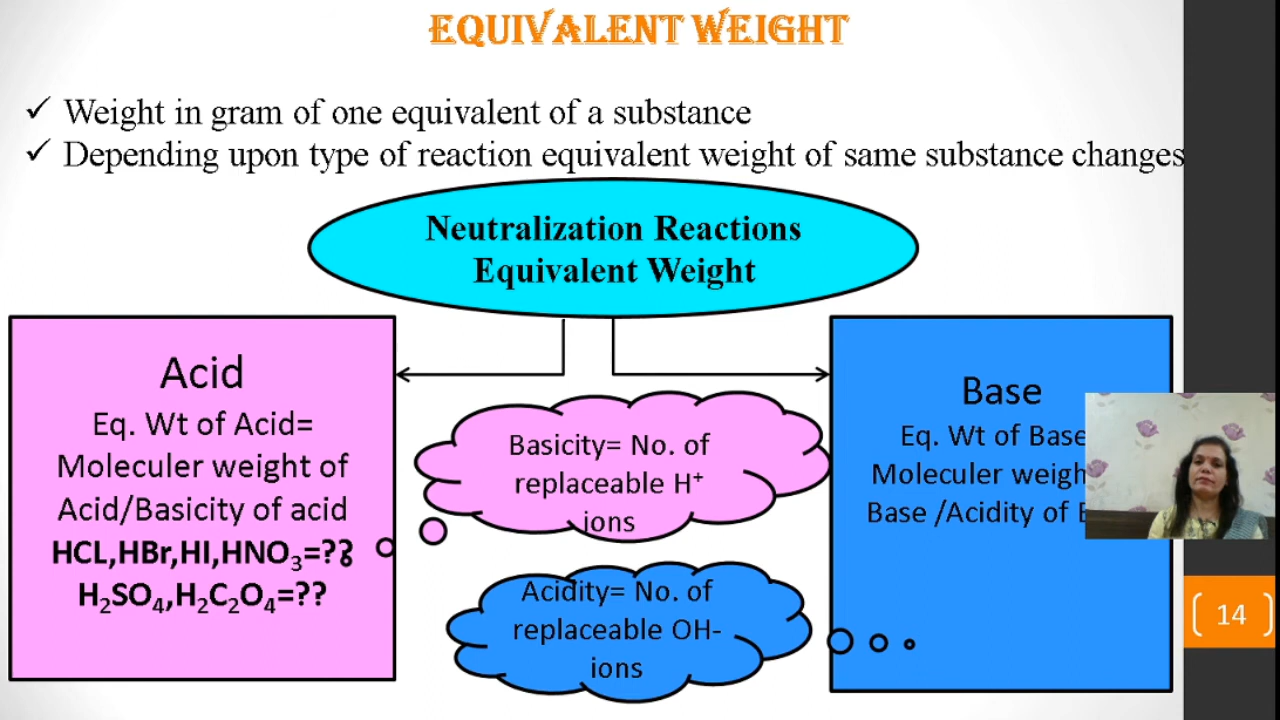 EQUIVALENT WEIGHT
✓ Weight in gram of one equivalent of a substance
✓ Depending upon type of reaction equivalent weight of same substance changes
Neutralization Reactions
Equivalent Weight
Acid
Eq. Wt of Acid=
Moleculer weight of
Acid/Basicity of acid
HCL,HBr,HI,HNO₃=??
H₂SO₄,H₂C₂O₄=??
Basicity= No. of
replaceable H⁺
ions
Acidity= No. of
replaceable OH-
ions
Base
Eq. Wt of Base
Moleculer
Base /Acidity of
14